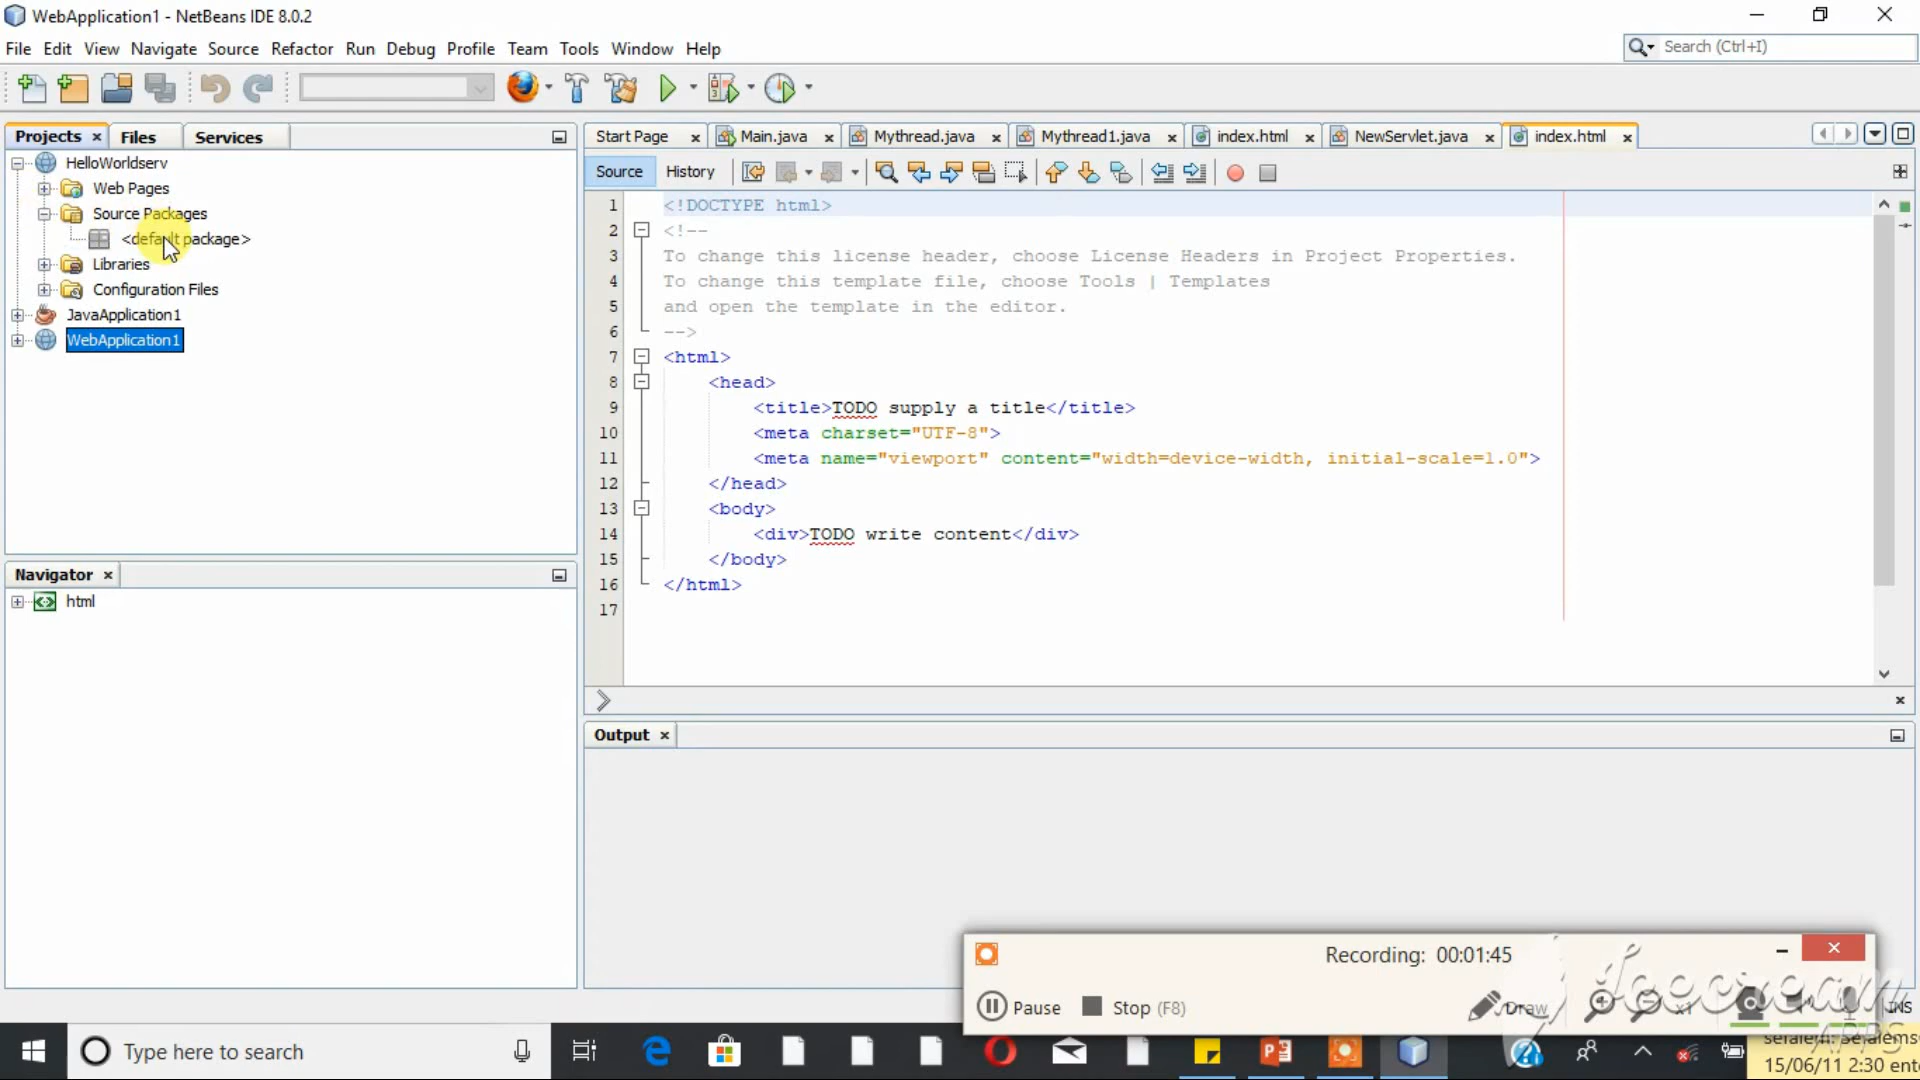 WebApplication1 - NetBeans IDE 8.0.2
File Edit View Navigate Source Refactor Run Debug Profile Team Tools Window Help
Search (Ctrl+I)
Projects Files Services
Start Page Main.java Mythread.java Mythread1.java index.html NewServlet.java index.html
HelloWorldserv
Web Pages
Source Packages
<default package>
Libraries
Configuration Files
JavaApplication1
WebApplication1
Source History
1 <!DOCTYPE html>
2 <!--
3 To change this license header, choose License Headers in Project Properties.
4 To change this template file, choose Tools | Templates
5 and open the template in the editor.
6 -->
7 <html>
8 <head>
9 <title>TODO supply a title</title>
10 <meta charset="UTF-8">
11 <meta name="viewport" content="width=device-width, initial-scale=1.0">
12 </head>
13 <body>
14 <div>TODO write content</div>
15 </body>
16 </html>
17
Navigator
html
Output
Recording: 00:01:45
Pause Stop (F8) Draw x1
INS
Icecream
APPS
Type here to search
15/06/11 2:30